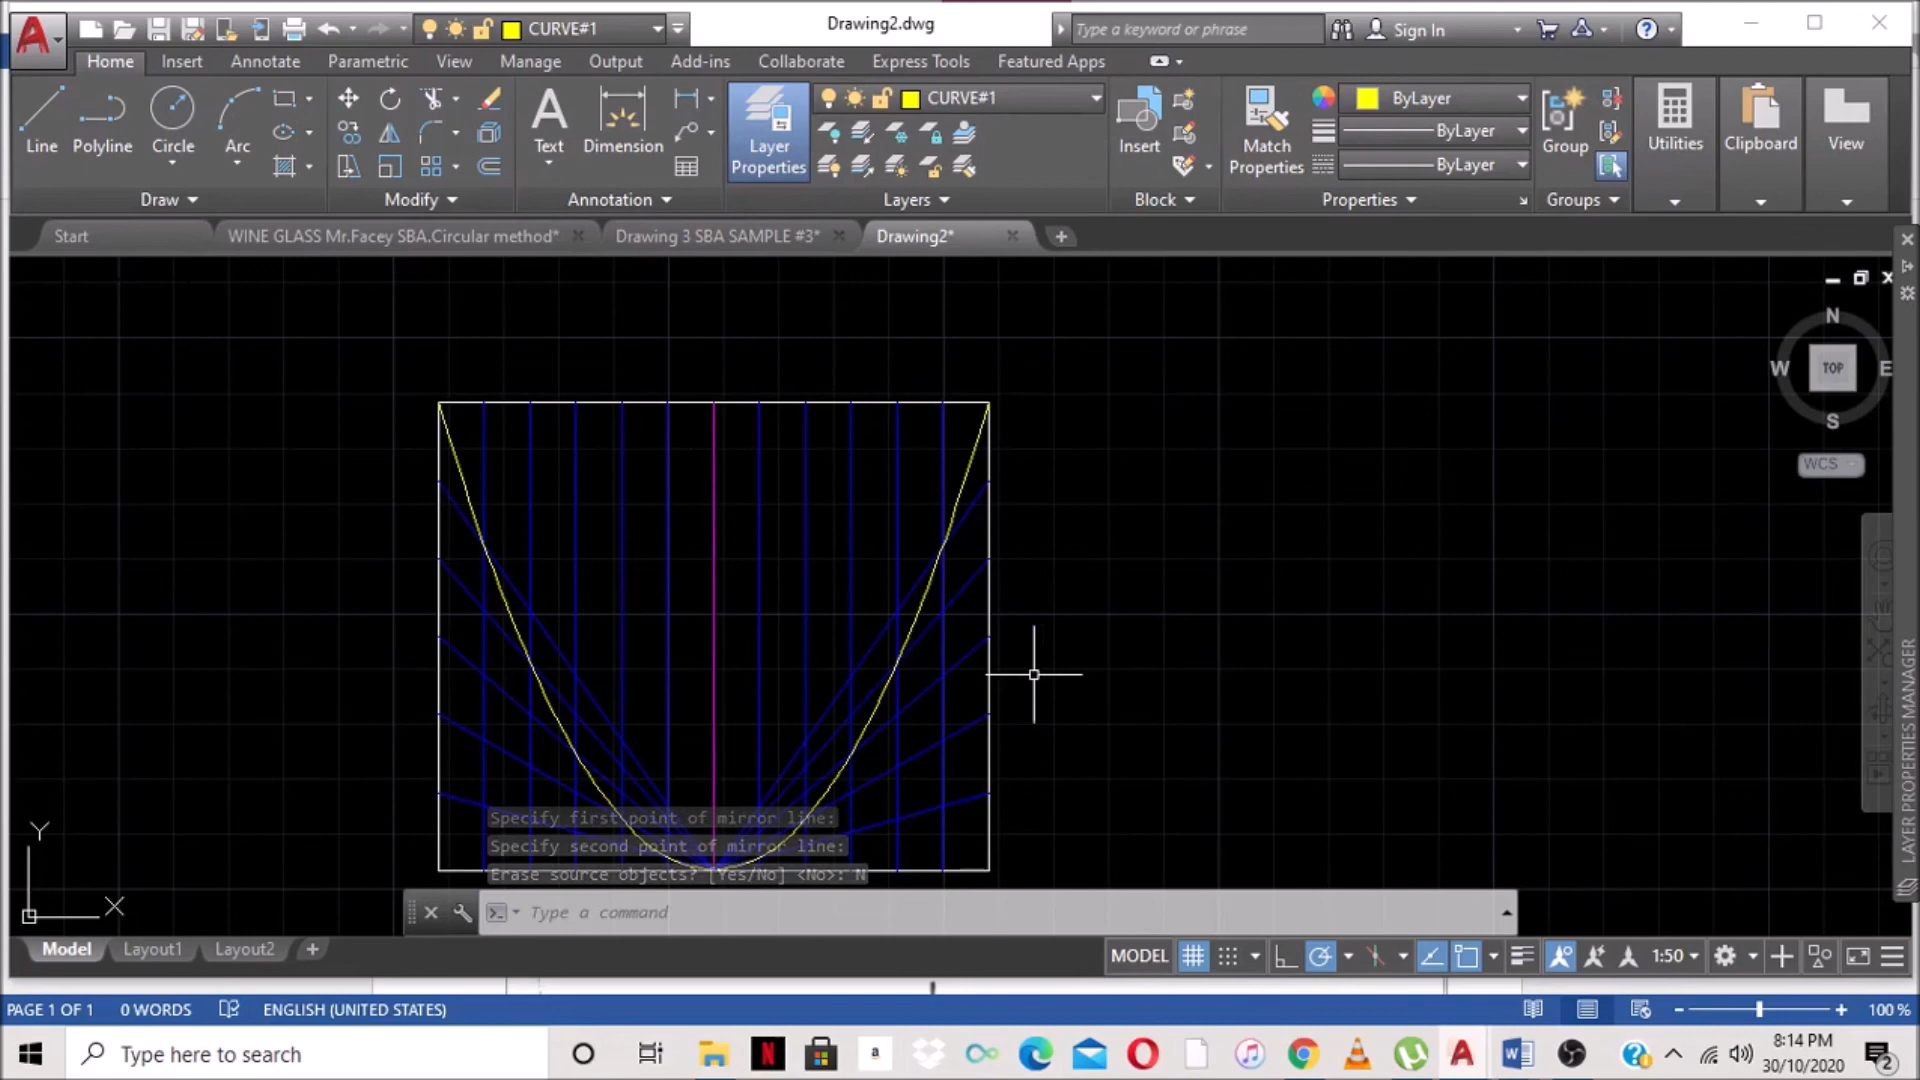 CURVE#1
Drawing2.dwg
Type a keyword or phrase
Sign In
Home Insert Annotate Parametric View Manage Output Add-ins Collaborate Express Tools Featured Apps
Line Polyline Circle Arc
Text Dimension
Layer Properties
CURVE#1
Insert
Match Properties
ByLayer
ByLayer
ByLayer
Group
Utilities
Clipboard
View
Draw Modify Annotation Layers Block Properties Groups
Start WINE GLASS Mr.Facey SBA.Circular method* Drawing 3 SBA SAMPLE #3* Drawing2*
N
W TOP E
S
WCS
LAYER PROPERTIES MANAGER
Specify first point of mirror line:
Specify second point of mirror line:
Erase source objects? [Yes/No] <No>: N
Y
X
Type a command
Model Layout1 Layout2
MODEL 1:50
PAGE 1 OF 1 0 WORDS ENGLISH (UNITED STATES) 100 %
Type here to search
8:14 PM
30/10/2020
2